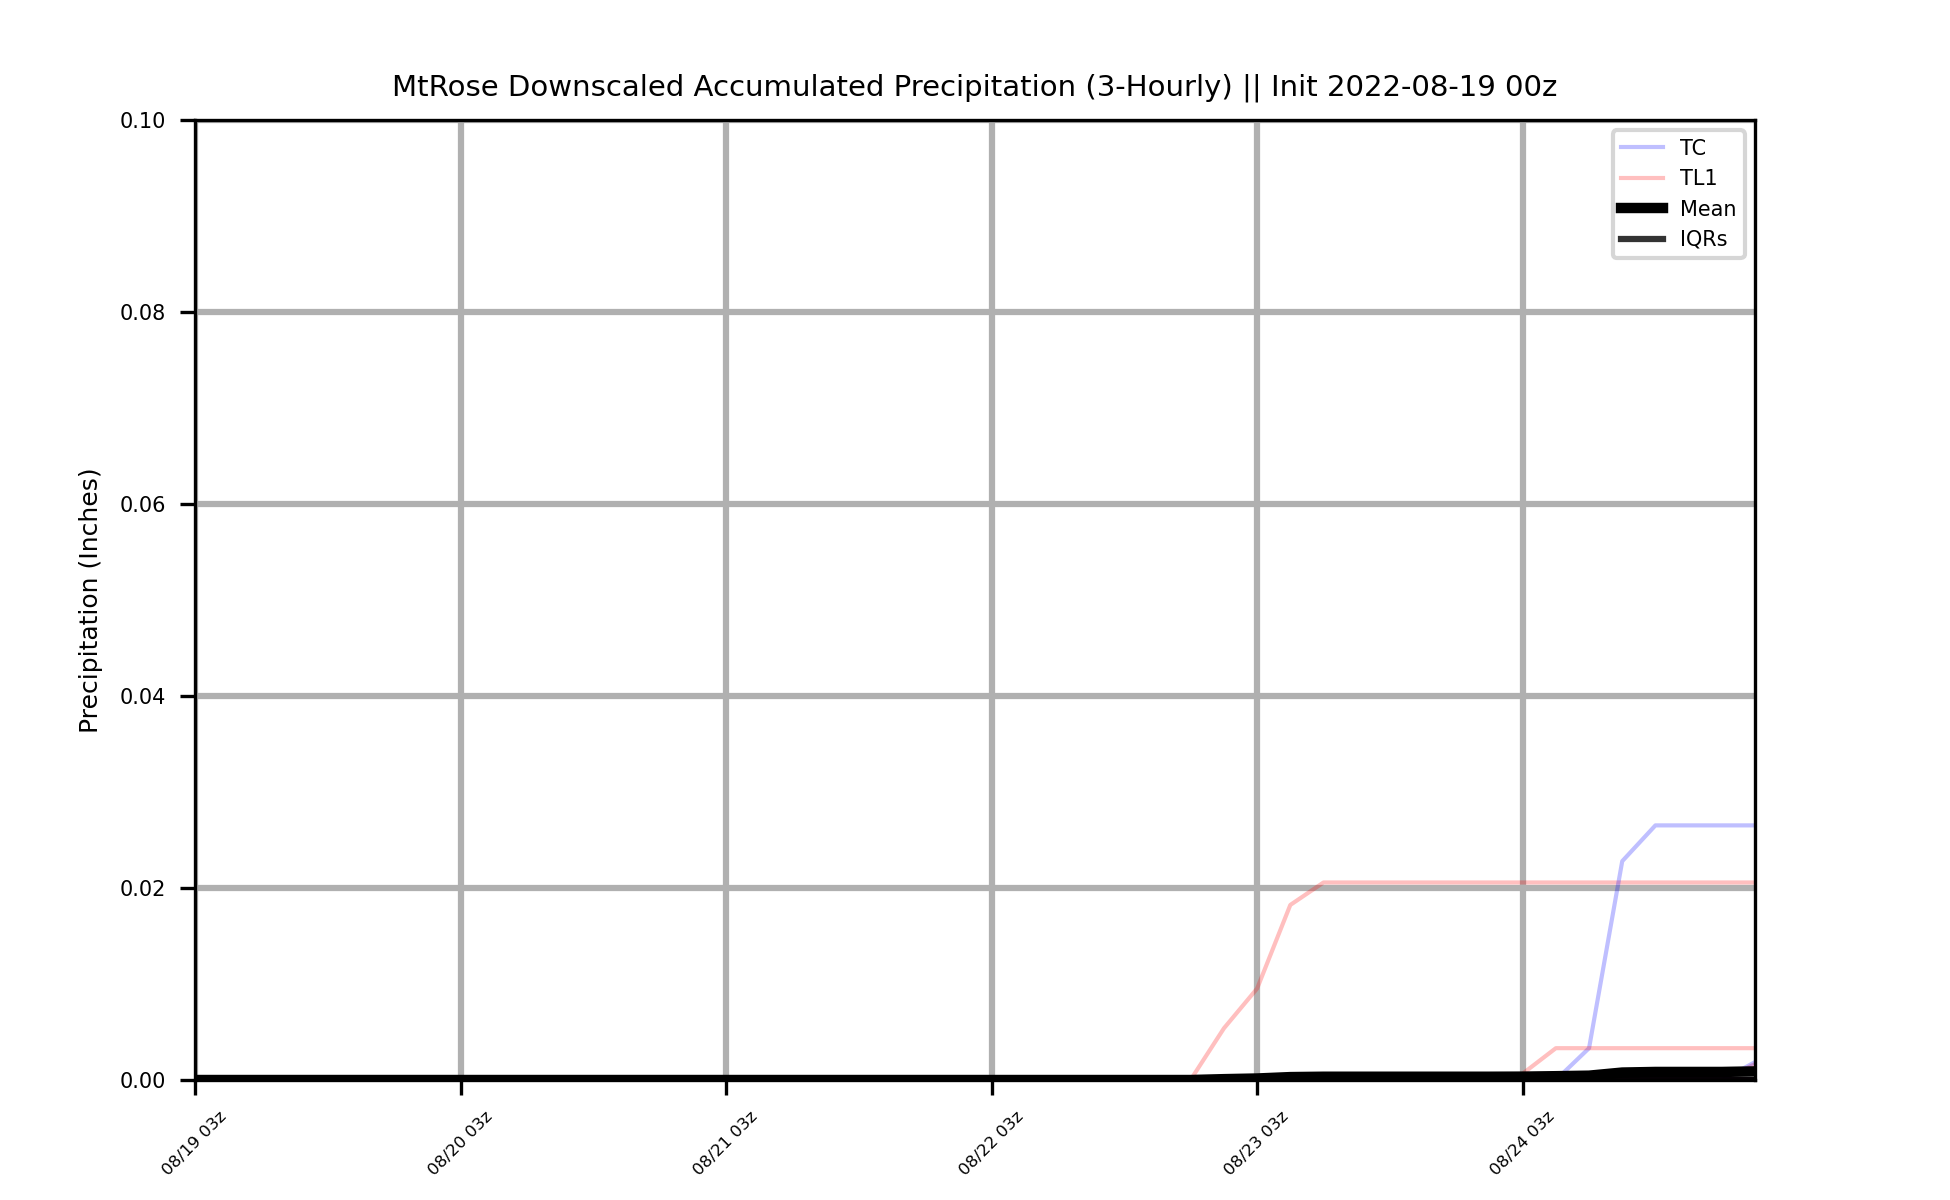 MtRose Downscaled Accumulated Precipitation (3-Hourly) || Init 2022-08-19 00z
TC
TL1
Mean
IQRs
Precipitation (Inches)
0.10
0.08
0.06
0.04
0.02
0.00
08/19 03z
08/20 03z
08/21 03z
08/22 03z
08/23 03z
08/24 03z